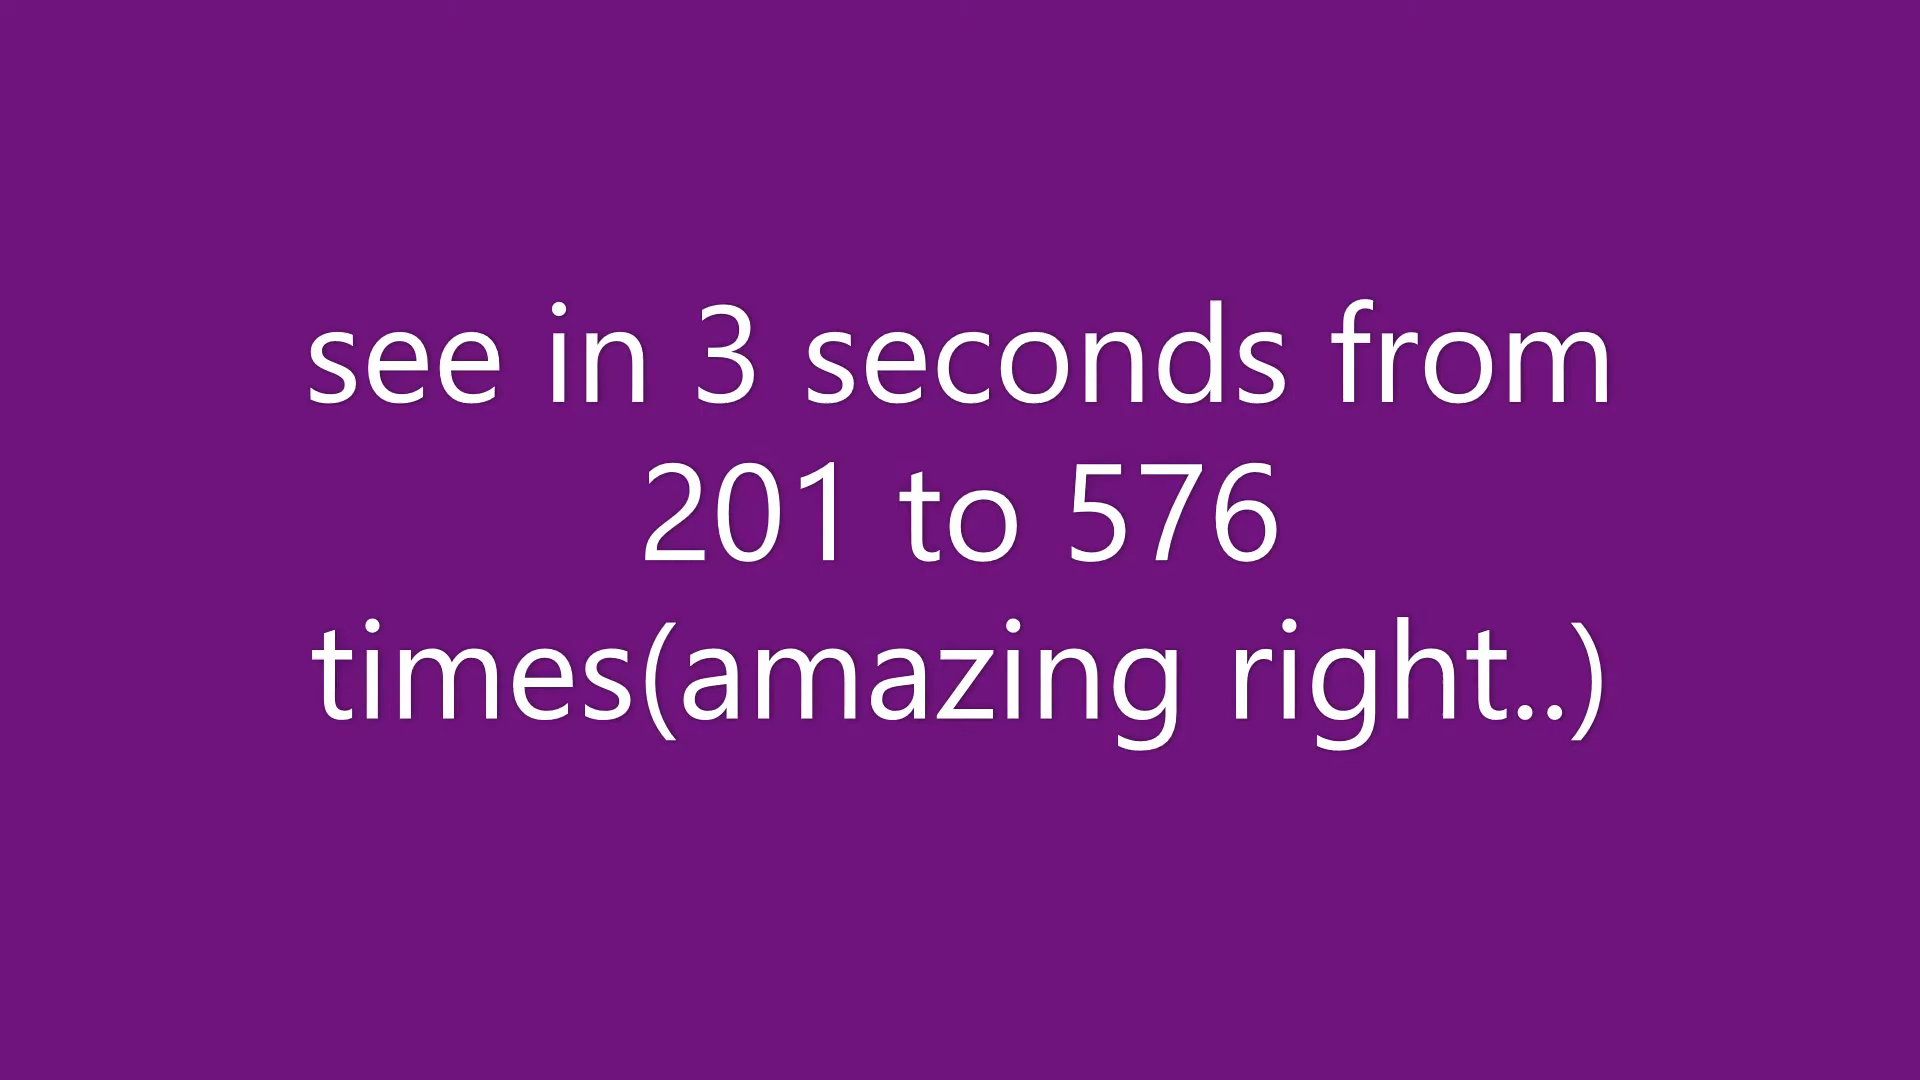 see in 3 seconds from
201 to 576
times(amazing right..)